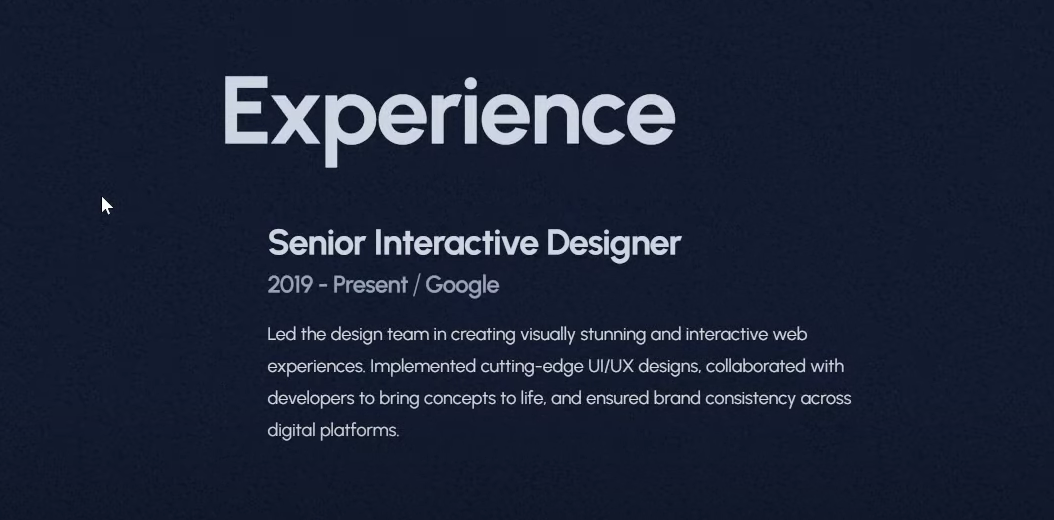 Experience
Senior Interactive Designer
2019 - Present / Google
Led the design team in creating visually stunning and interactive web
experiences. Implemented cutting-edge UI/UX designs, collaborated with
developers to bring concepts to life, and ensured brand consistency across
digital platforms.